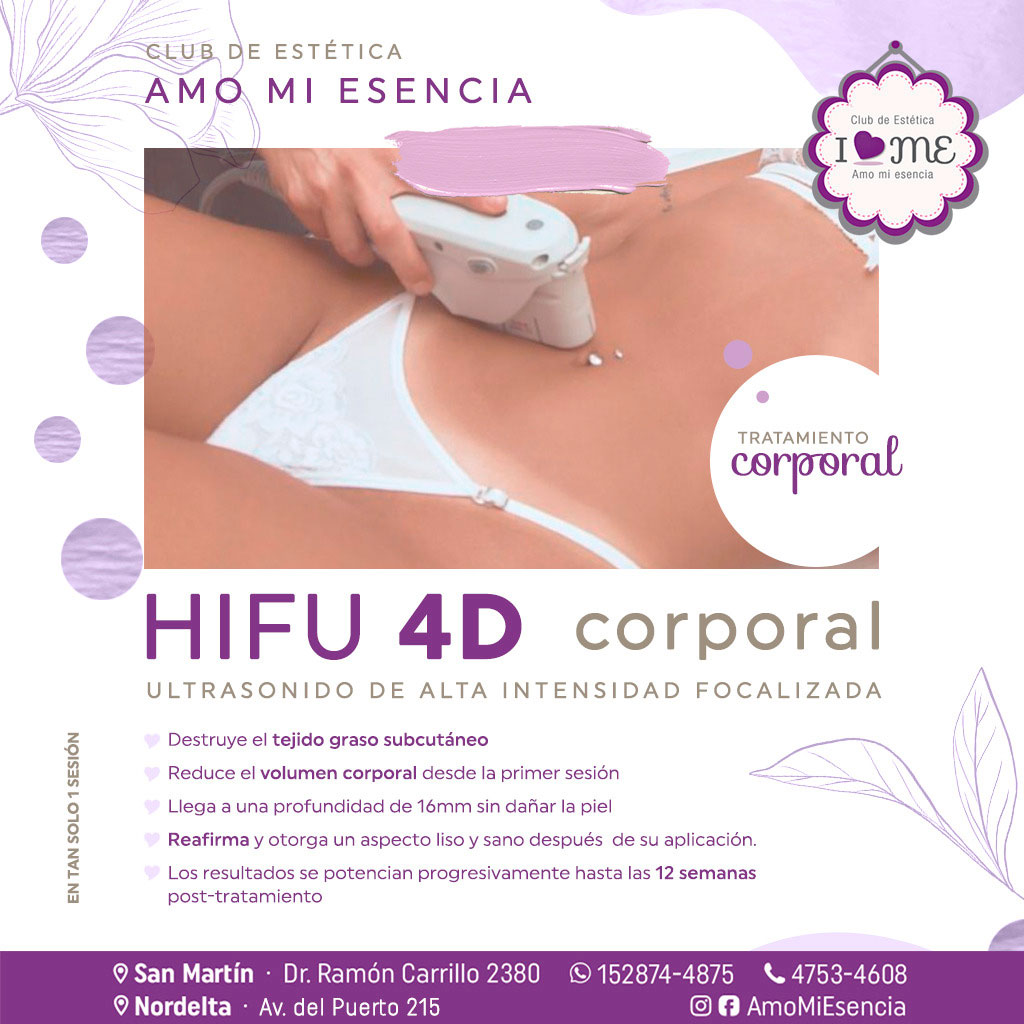 CLUB DE ESTÉTICA
AMO MI ESENCIA
Club de Estética
I ME
Amo mi esencia
TRATAMIENTO
corporal
HIFU 4D corporal
ULTRASONIDO DE ALTA INTENSIDAD FOCALIZADA
EN TAN SOLO 1 SESIÓN
Destruye el tejido graso subcutáneo
Reduce el volumen corporal desde la primer sesión
Llega a una profundidad de 16mm sin dañar la piel
Reafirma y otorga un aspecto liso y sano después de su aplicación.
Los resultados se potencian progresivamente hasta las 12 semanas
post-tratamiento
San Martín · Dr. Ramón Carrillo 2380 152874-4875 4753-4608
Nordelta · Av. del Puerto 215 AmoMiEsencia